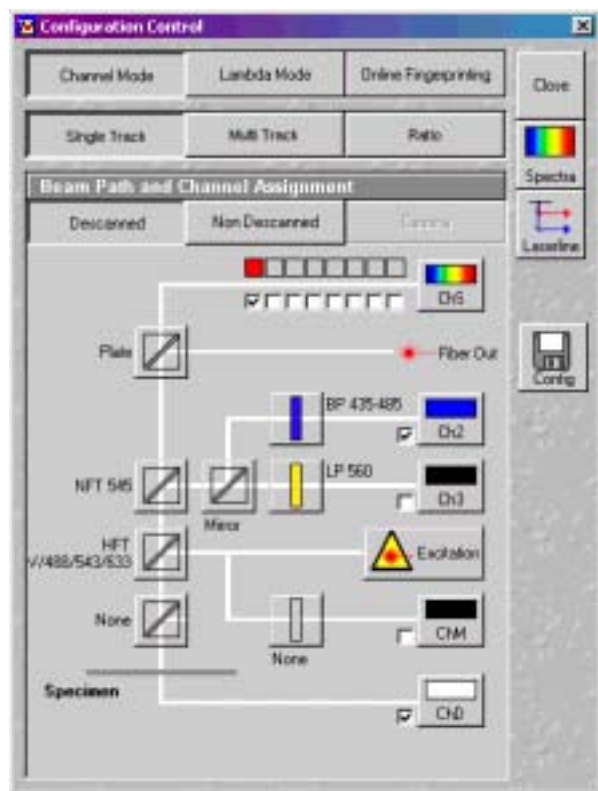 Configuration Control
Channel Mode
Lambda Mode
Online Fingerprinting
Close
Single Track
Multi Track
Ratio
Spectra
Beam Path and Channel Assignment
Descanned
Non Descanned
Camera
Laserline
ChS
Plate
Fiber Out
Config
BP 435-485
Ch2
NFT 545
LP 560
Ch3
Mirror
HFT
V/488/543/633
Excitation
None
ChM
None
Specimen
ChD